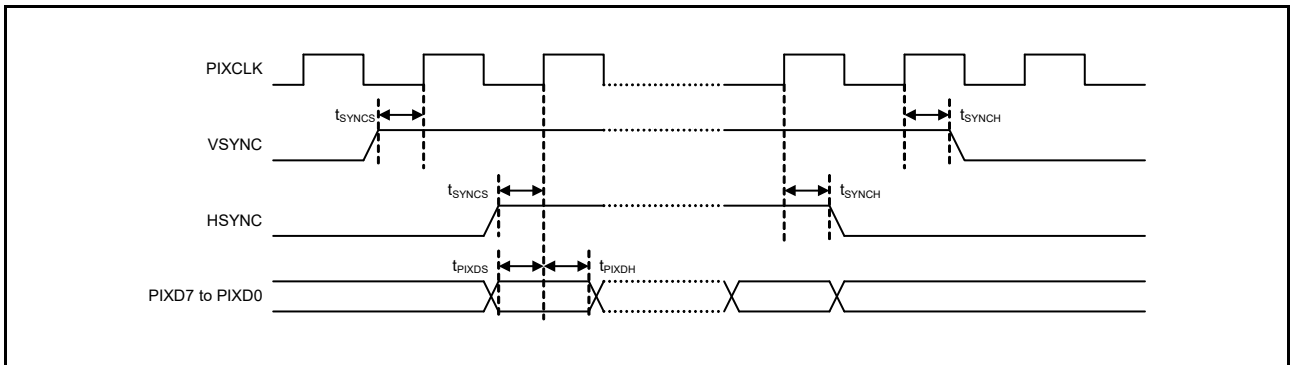 PIXCLK
tSYNCS
tSYNCH
VSYNC
tSYNCS
tSYNCH
HSYNC
tPIXDS
tPIXDH
PIXD7 to PIXD0